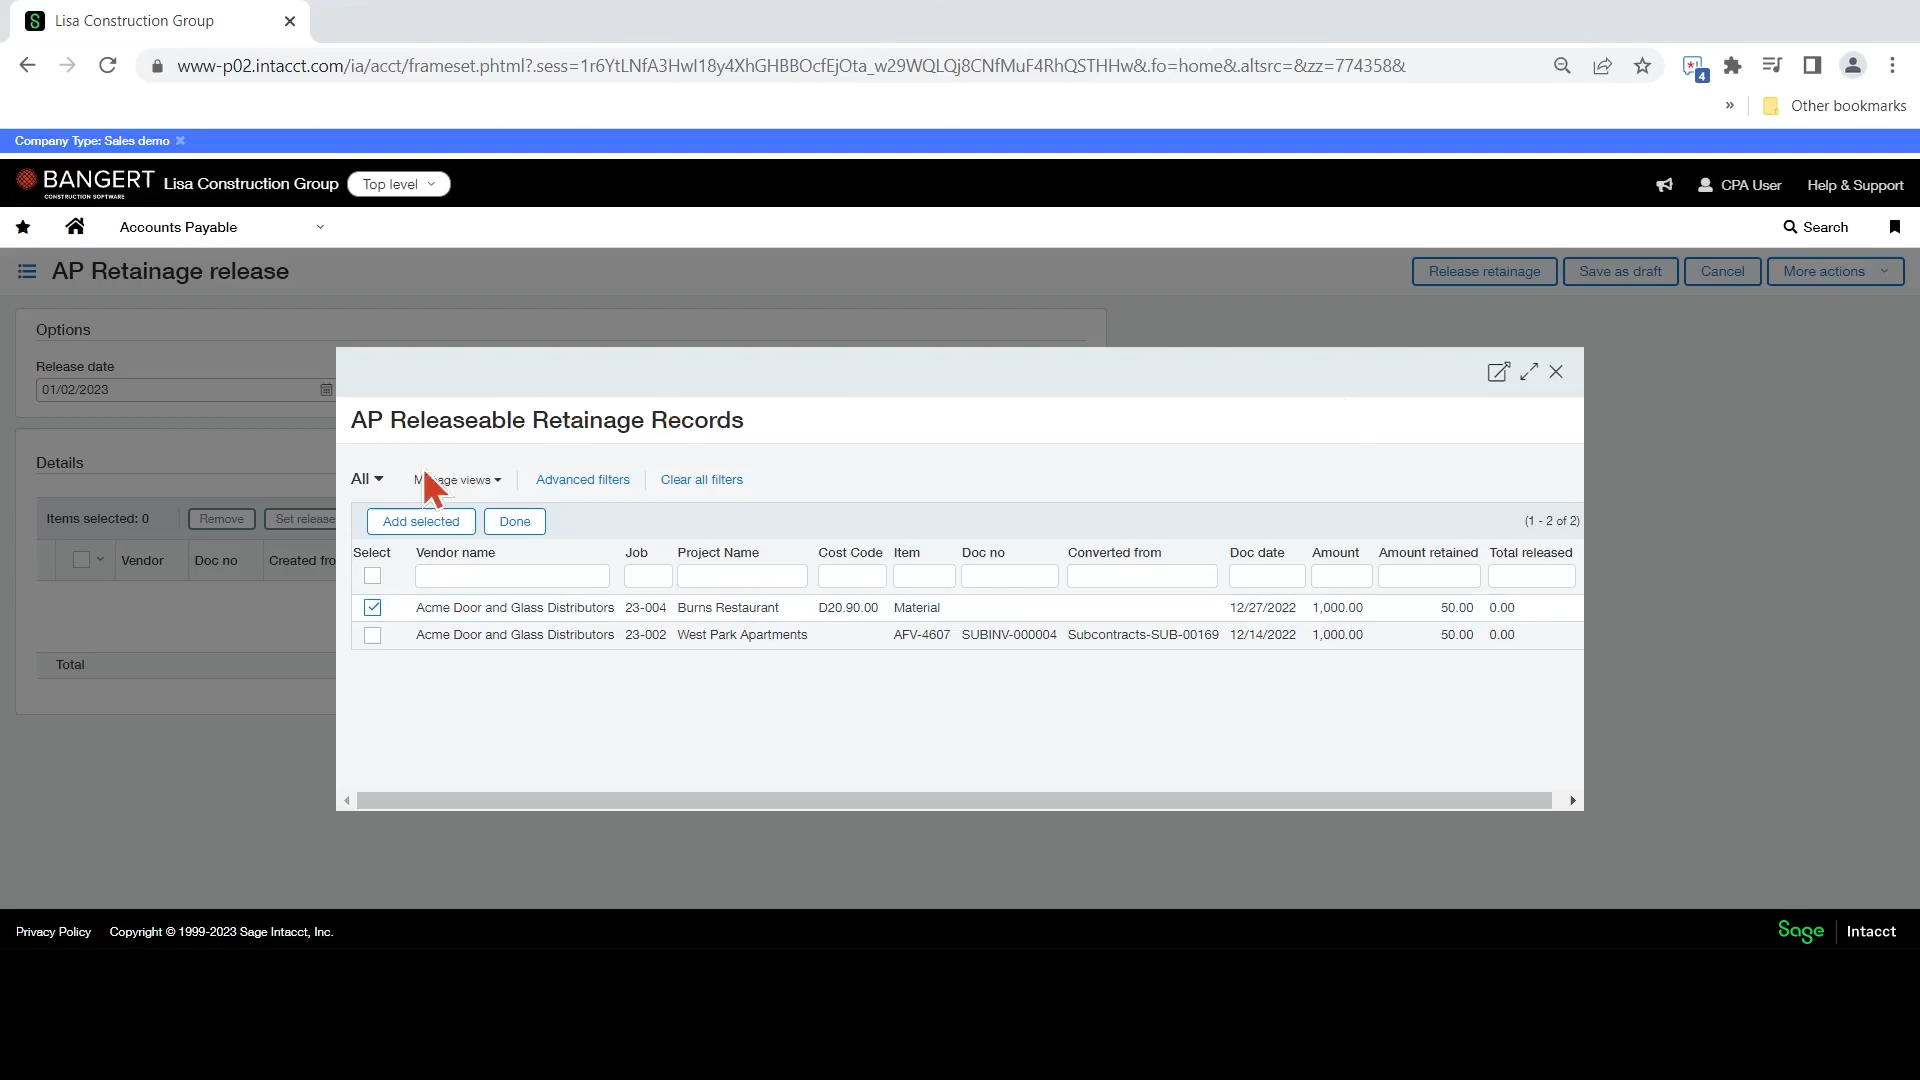 Lisa Construction Group
www-p02.intacct.com/ia/acct/frameset.phtml?.sess=1r6YtLNfA3HwI18y4XhGHBBOcfEjOta_w29WQLQj8CNfMuF4RhQSTHHw&.fo=home&.altsrc=&zz=774358&
4
» Other bookmarks
Company Type: Sales demo
BANGERT Lisa Construction Group Top level CPA User Help & Support
CONSTRUCTION SOFTWARE
Accounts Payable Search
AP Retainage release Release retainage Save as draft Cancel More actions
Options
Release date
01/02/2023
AP Releaseable Retainage Records
Details
All views Advanced filters Clear all filters
Items selected: 0 Remove Set release
Add selected Done (1 - 2 of 2)
Vendor Doc no Created fro
Select Vendor name Job Project Name Cost Code Item Doc no Converted from Doc date Amount Amount retained Total released
Acme Door and Glass Distributors 23-004 Burns Restaurant D20.90.00 Material 12/27/2022 1,000.00 50.00 0.00
Acme Door and Glass Distributors 23-002 West Park Apartments AFV-4607 SUBINV-000004 Subcontracts-SUB-00169 12/14/2022 1,000.00 50.00 0.00
Total
Privacy Policy Copyright © 1999-2023 Sage Intacct, Inc. Sage Intacct